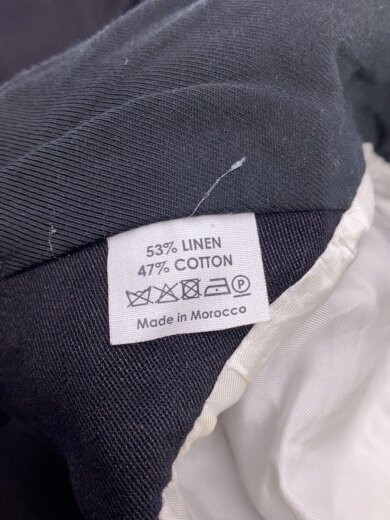 53% LINEN
47% COTTON
P
Made in Morocco